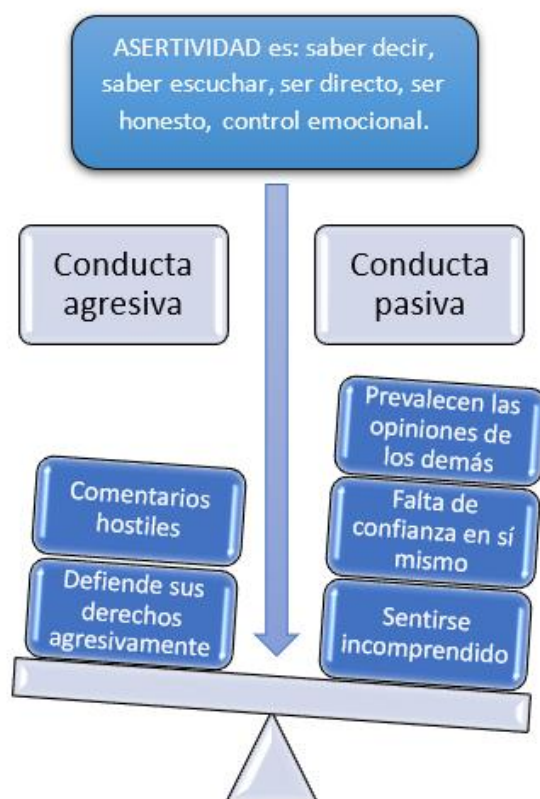 ASERTIVIDAD es: saber decir,
saber escuchar, ser directo, ser
honesto, control emocional.
Conducta
agresiva
Conducta
pasiva
Comentarios
hostiles
Defiende sus
derechos
agresivamente
Prevalecen las
opiniones de
los demás
Falta de
confianza en sí
mismo
Sentirse
incomprendido